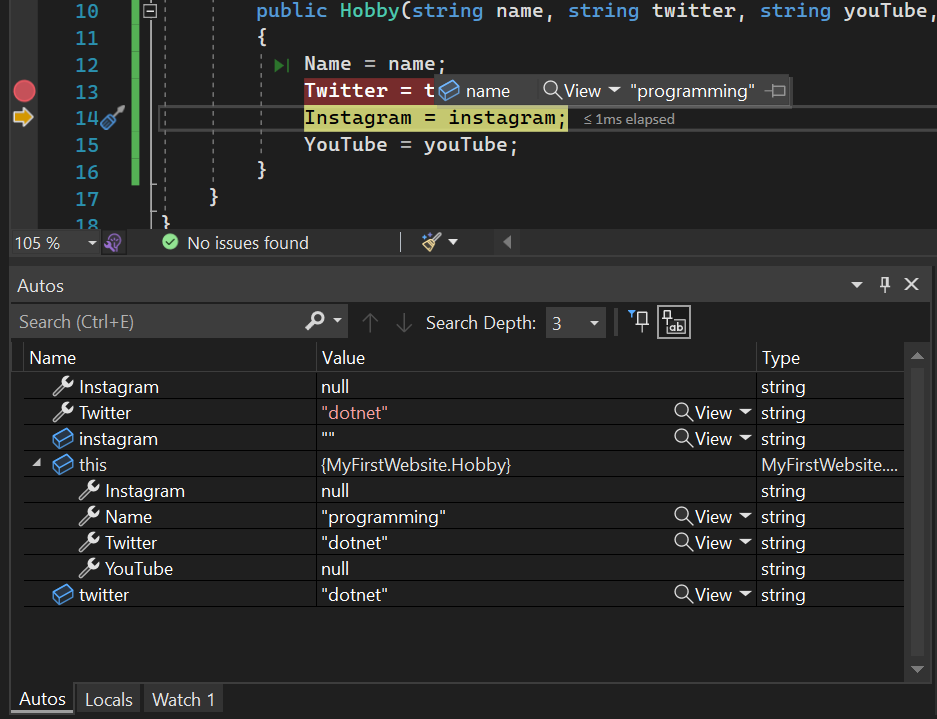 10 public Hobby(string name, string twitter, string youTube,
11 {
12 Name = name;
13 Twitter = t name View "programming"
14 Instagram = instagram; ≤ 1ms elapsed
15 YouTube = youTube;
16 }
17 }
18 }
105 % No issues found
Autos
Search (Ctrl+E) Search Depth: 3
Name Value Type
Instagram null string
Twitter "dotnet" View string
instagram "" View string
this {MyFirstWebsite.Hobby} MyFirstWebsite....
Instagram null string
Name "programming" View string
Twitter "dotnet" View string
YouTube null string
twitter "dotnet" View string
Autos Locals Watch 1